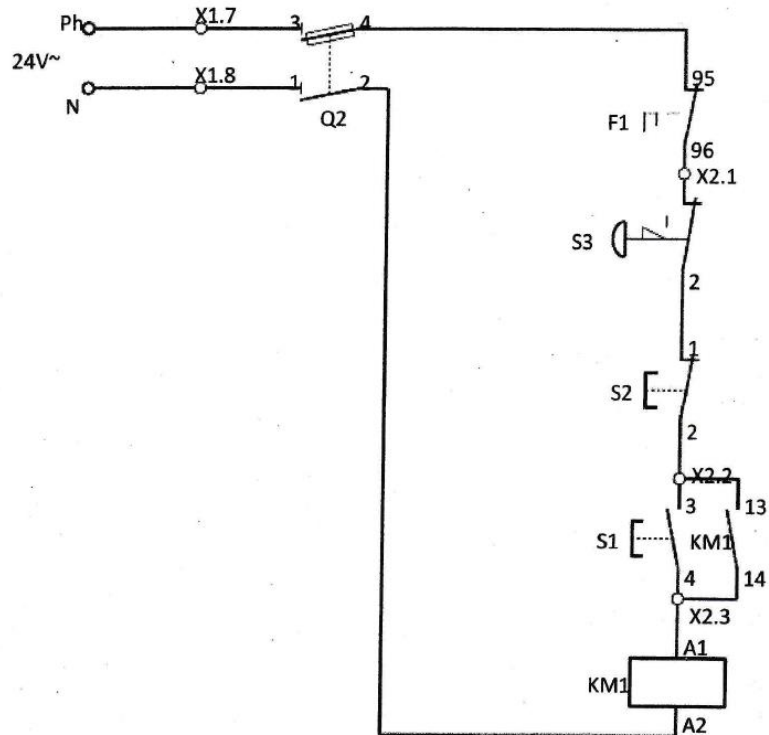 Ph X1.7 3 4
24V~
N X1.8 1 2
Q2
95
F1
96
X2.1
1
S3
2
1
S2
2
X2.2
3 13
S1 KM1
4 14
X2.3
A1
KM1
A2